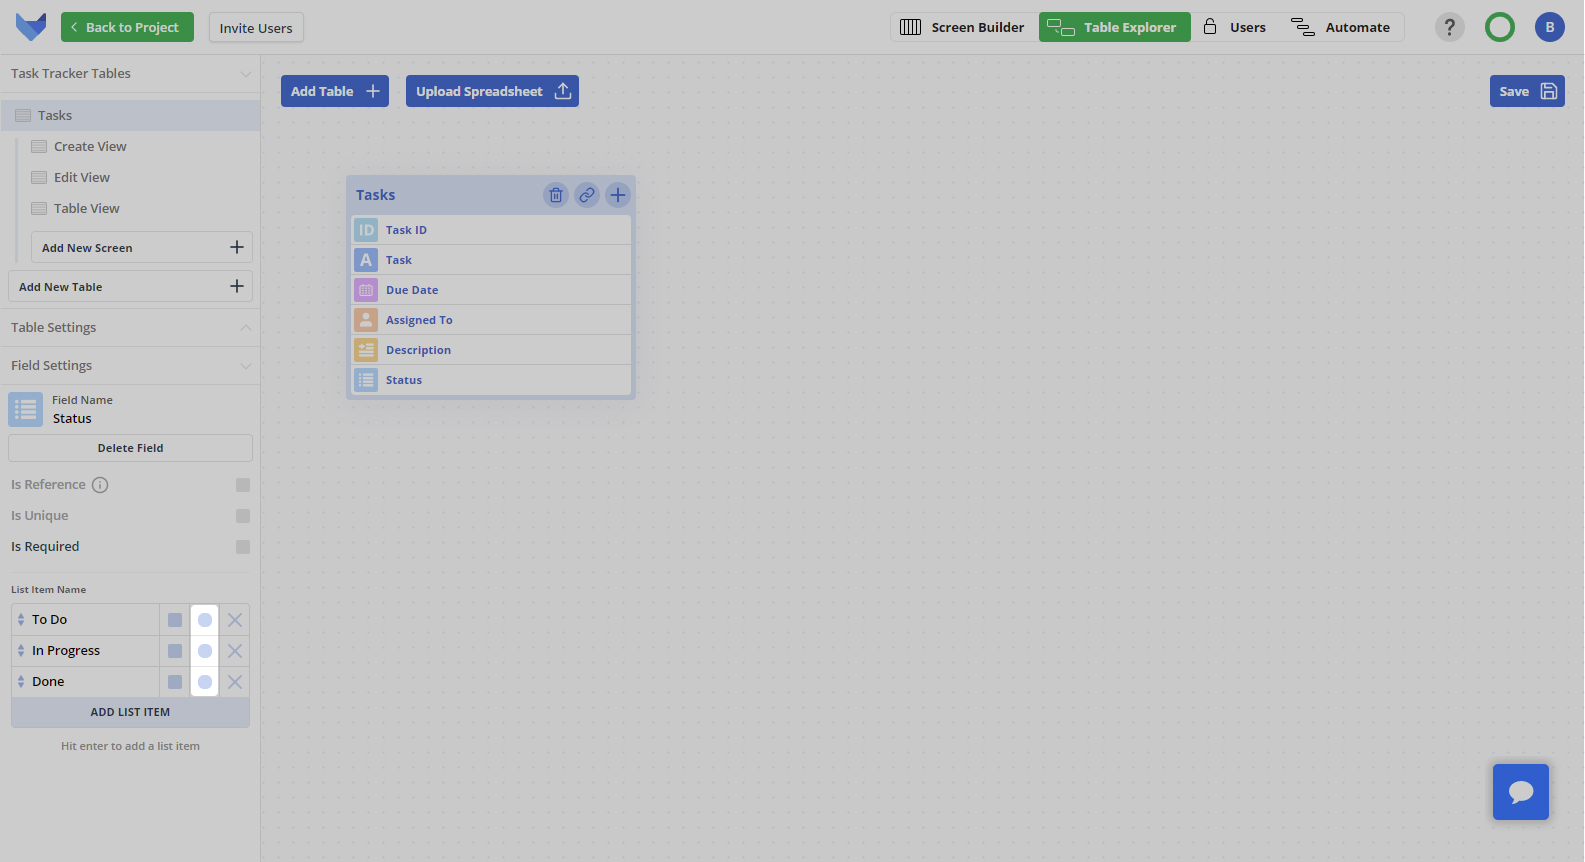 Back to Project
Invite Users
Screen Builder
Table Explorer
Users
Automate
?
B
Task Tracker Tables
Tasks
Create View
Edit View
Table View
Add New Screen
Add New Table
Table Settings
Field Settings
Field Name
Status
Delete Field
Is Reference
Is Unique
Is Required
List Item Name
To Do
In Progress
Done
ADD LIST ITEM
Hit enter to add a list item
Add Table
Upload Spreadsheet
Save
Tasks
ID Task ID
A Task
Due Date
Assigned To
Description
Status